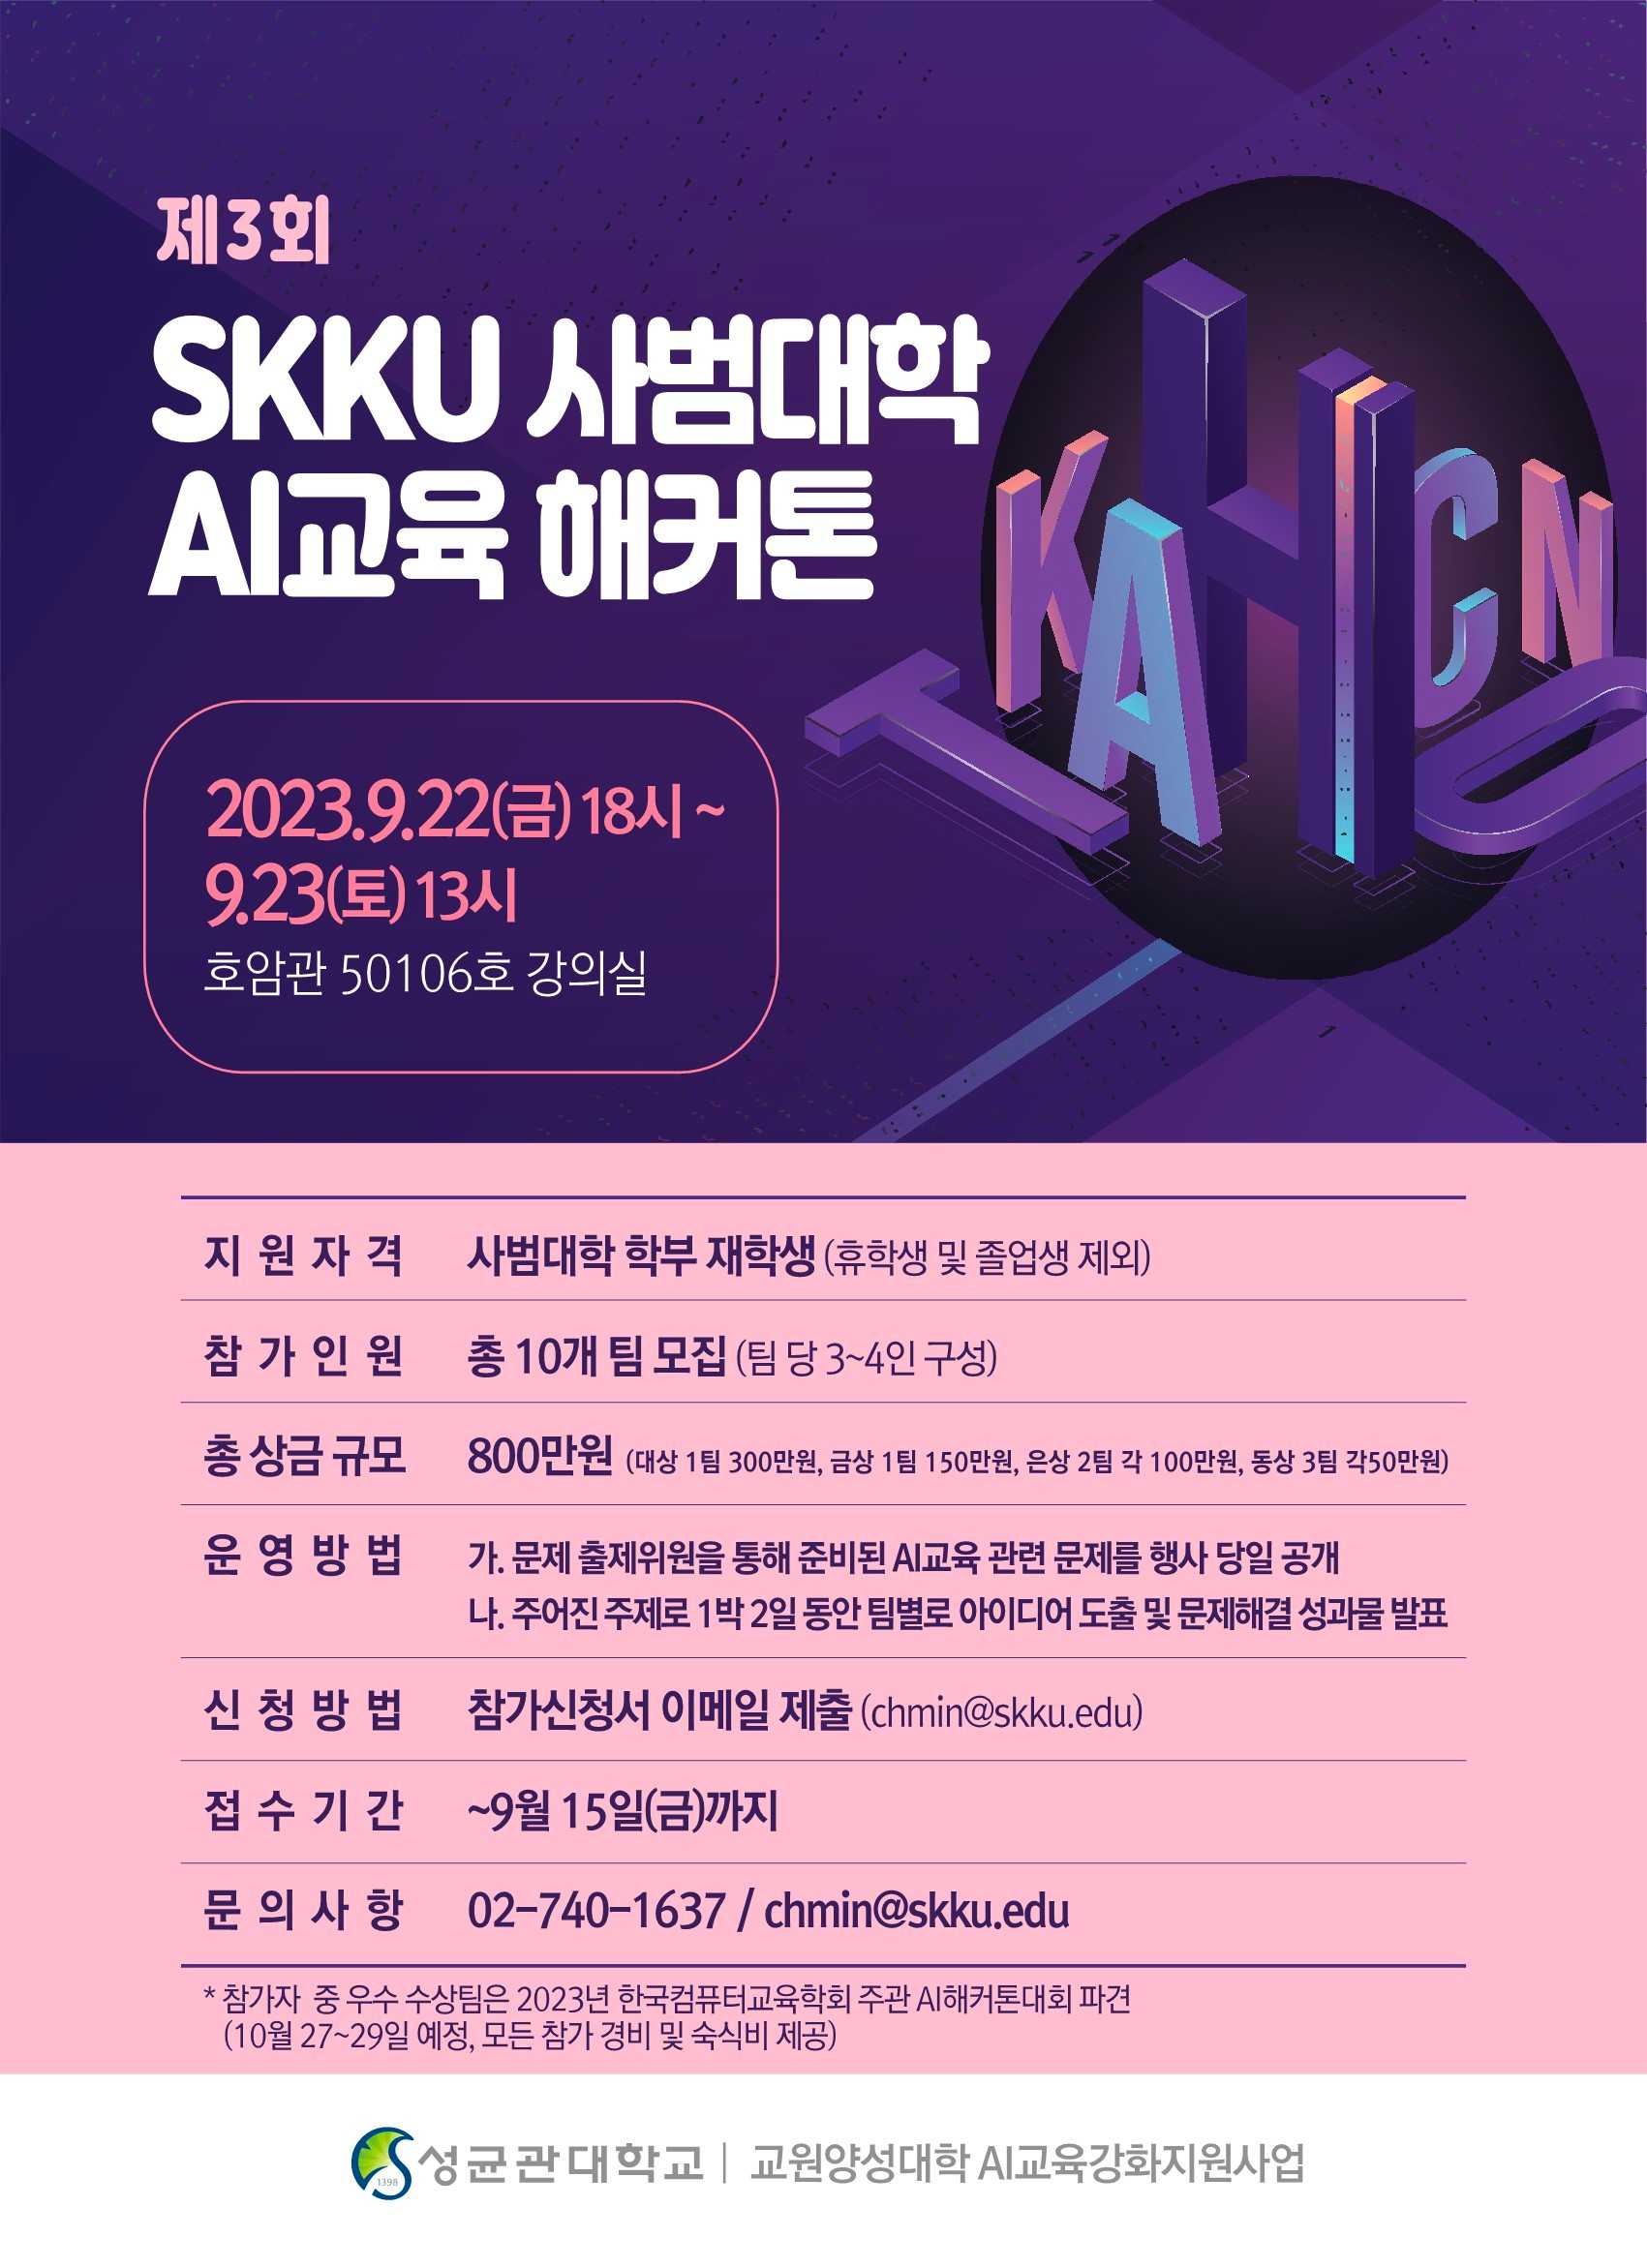 제3회
SKKU 사범대학
AI교육 해커톤
HACKATHON
2023.9.22(금) 18시 ~
9.23(토) 13시
호암관 50106호 강의실
지원자격 사범대학 학부 재학생 (휴학생 및 졸업생 제외)
참가인원 총 10개 팀 모집 (팀 당 3~4인 구성)
총 상금 규모 800만원 (대상 1팀 300만원, 금상 1팀 150만원, 은상 2팀 각 100만원, 동상 3팀 각50만원)
운영방법 가. 문제 출제위원을 통해 준비된 AI교육 관련 문제를 행사 당일 공개
나. 주어진 주제로 1박 2일 동안 팀별로 아이디어 도출 및 문제해결 성과물 발표
신청방법 참가신청서 이메일 제출 (chmin@skku.edu)
접수기간 ~9월 15일(금)까지
문의사항 02-740-1637 / chmin@skku.edu
* 참가자 중 우수 수상팀은 2023년 한국컴퓨터교육학회 주관 AI해커톤대회 파견
(10월 27~29일 예정, 모든 참가 경비 및 숙식비 제공)
1398 성균관대학교 | 교원양성대학 AI교육강화지원사업